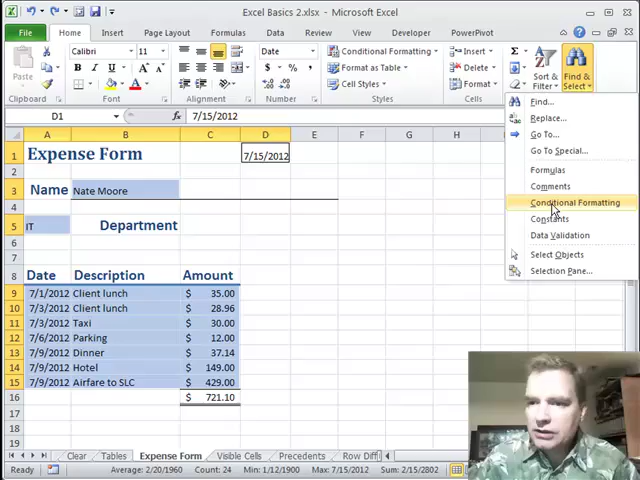 Excel Basics 2.xlsx - Microsoft Excel
File Home Insert Page Layout Formulas Data Review View Developer PowerPivot
Calibri 11 Date Conditional Formatting Insert
Paste B I U Format as Table Delete Sort & Filter Find & Select
Cell Styles Format
Clipboard Font Alignment Number Styles Cells
D1 fx 7/15/2012
A B C D E F G H
1 Expense Form 7/15/2012
2
3 Name Nate Moore
4
5 IT Department
6
7
8 Date Description Amount
9 7/1/2012 Client lunch $ 35.00
10 7/3/2012 Client lunch $ 28.96
11 7/3/2012 Taxi $ 30.00
12 7/6/2012 Parking $ 12.00
13 7/9/2012 Dinner $ 37.14
14 7/9/2012 Hotel $ 149.00
15 7/9/2012 Airfare to SLC $ 429.00
16 $ 721.10
17
18
19
Find...
Replace...
Go To...
Go To Special...
Formulas
Comments
Conditional Formatting
Constants
Data Validation
Select Objects
Selection Pane...
Clear Tables Expense Form Visible Cells Precedents Row Diff
Ready Average: 2/20/1960 Count: 24 Min: 1/12/1900 Max: 7/15/2012 Sum: 2/15/2802